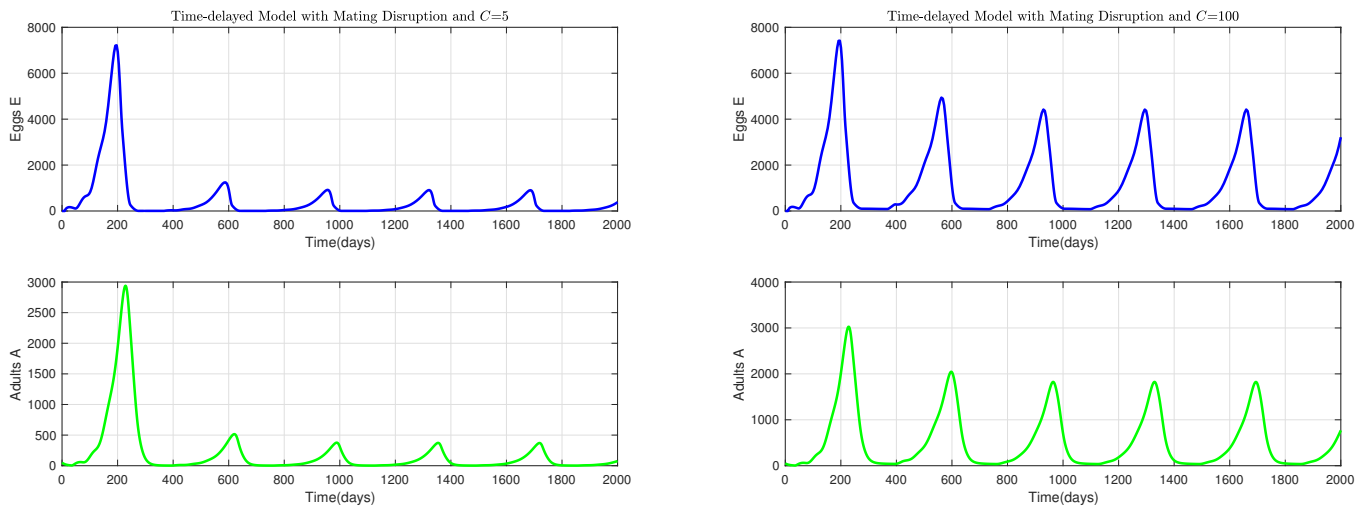 Time-delayed Model with Mating Disruption and C=5
8000
6000
4000
2000
0
Eggs E
0 200 400 600 800 1000 1200 1400 1600 1800 2000
Time(days)
3000
2500
2000
1500
1000
500
0
Adults A
0 200 400 600 800 1000 1200 1400 1600 1800 2000
Time(days)
Time-delayed Model with Mating Disruption and C=100
8000
6000
4000
2000
0
Eggs E
0 200 400 600 800 1000 1200 1400 1600 1800 2000
Time(days)
4000
3000
2000
1000
0
Adults A
0 200 400 600 800 1000 1200 1400 1600 1800 2000
Time(days)